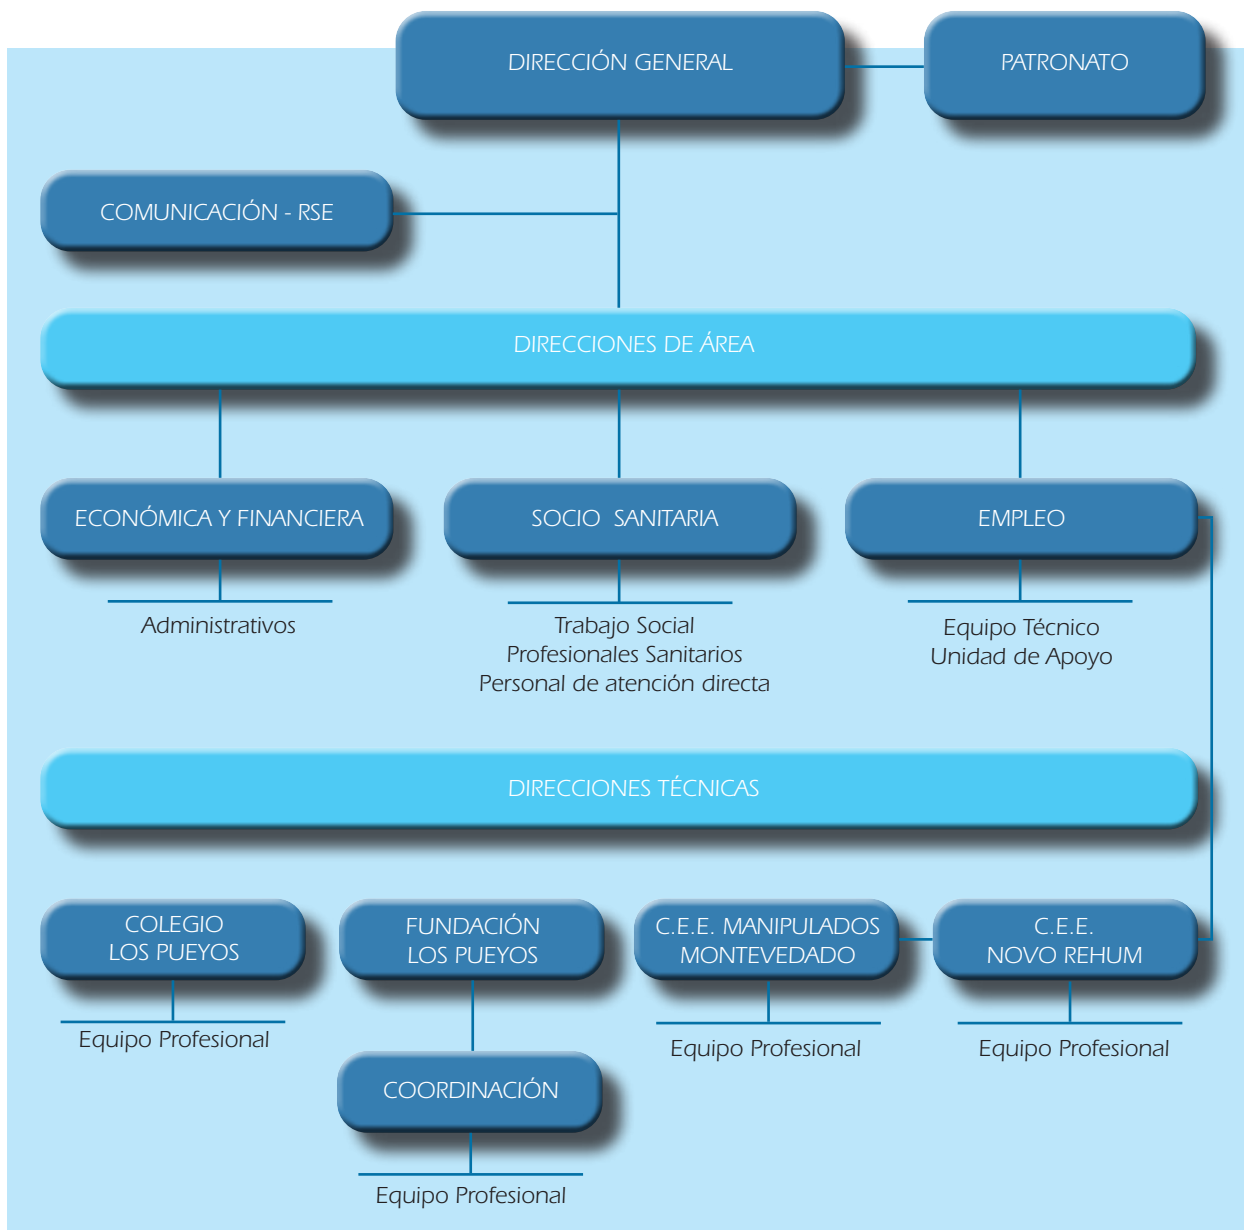 DIRECCIÓN GENERAL
PATRONATO
COMUNICACIÓN - RSE
DIRECCIONES DE ÁREA
ECONÓMICA Y FINANCIERA
SOCIO SANITARIA
EMPLEO
Administrativos
Trabajo Social
Profesionales Sanitarios
Personal de atención directa
Equipo Técnico
Unidad de Apoyo
DIRECCIONES TÉCNICAS
COLEGIO
LOS PUEYOS
FUNDACIÓN
LOS PUEYOS
C.E.E. MANIPULADOS
MONTEVEDADO
C.E.E.
NOVO REHUM
Equipo Profesional
COORDINACIÓN
Equipo Profesional
Equipo Profesional
Equipo Profesional